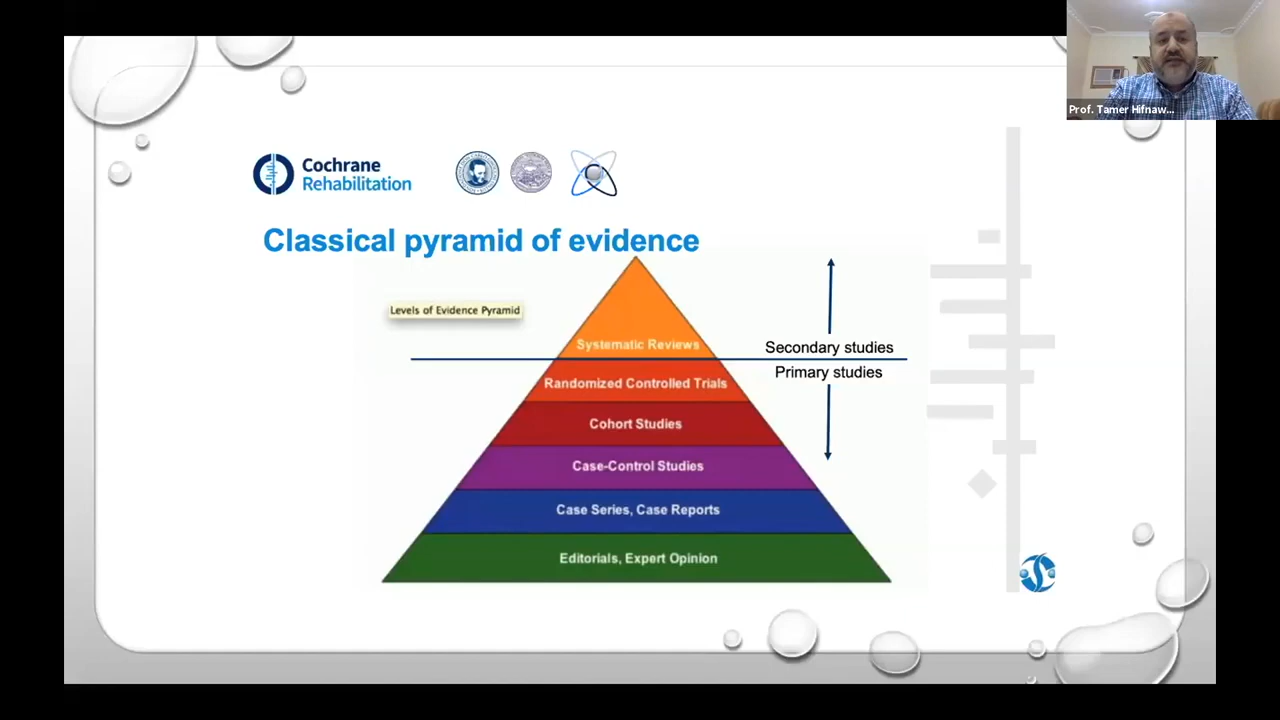 Prof. Tamer Hifnaw...
Cochrane
Rehabilitation
Classical pyramid of evidence
Levels of Evidence Pyramid
Systematic Reviews
Secondary studies
Primary studies
Randomized Controlled Trials
Cohort Studies
Case-Control Studies
Case Series, Case Reports
Editorials, Expert Opinion